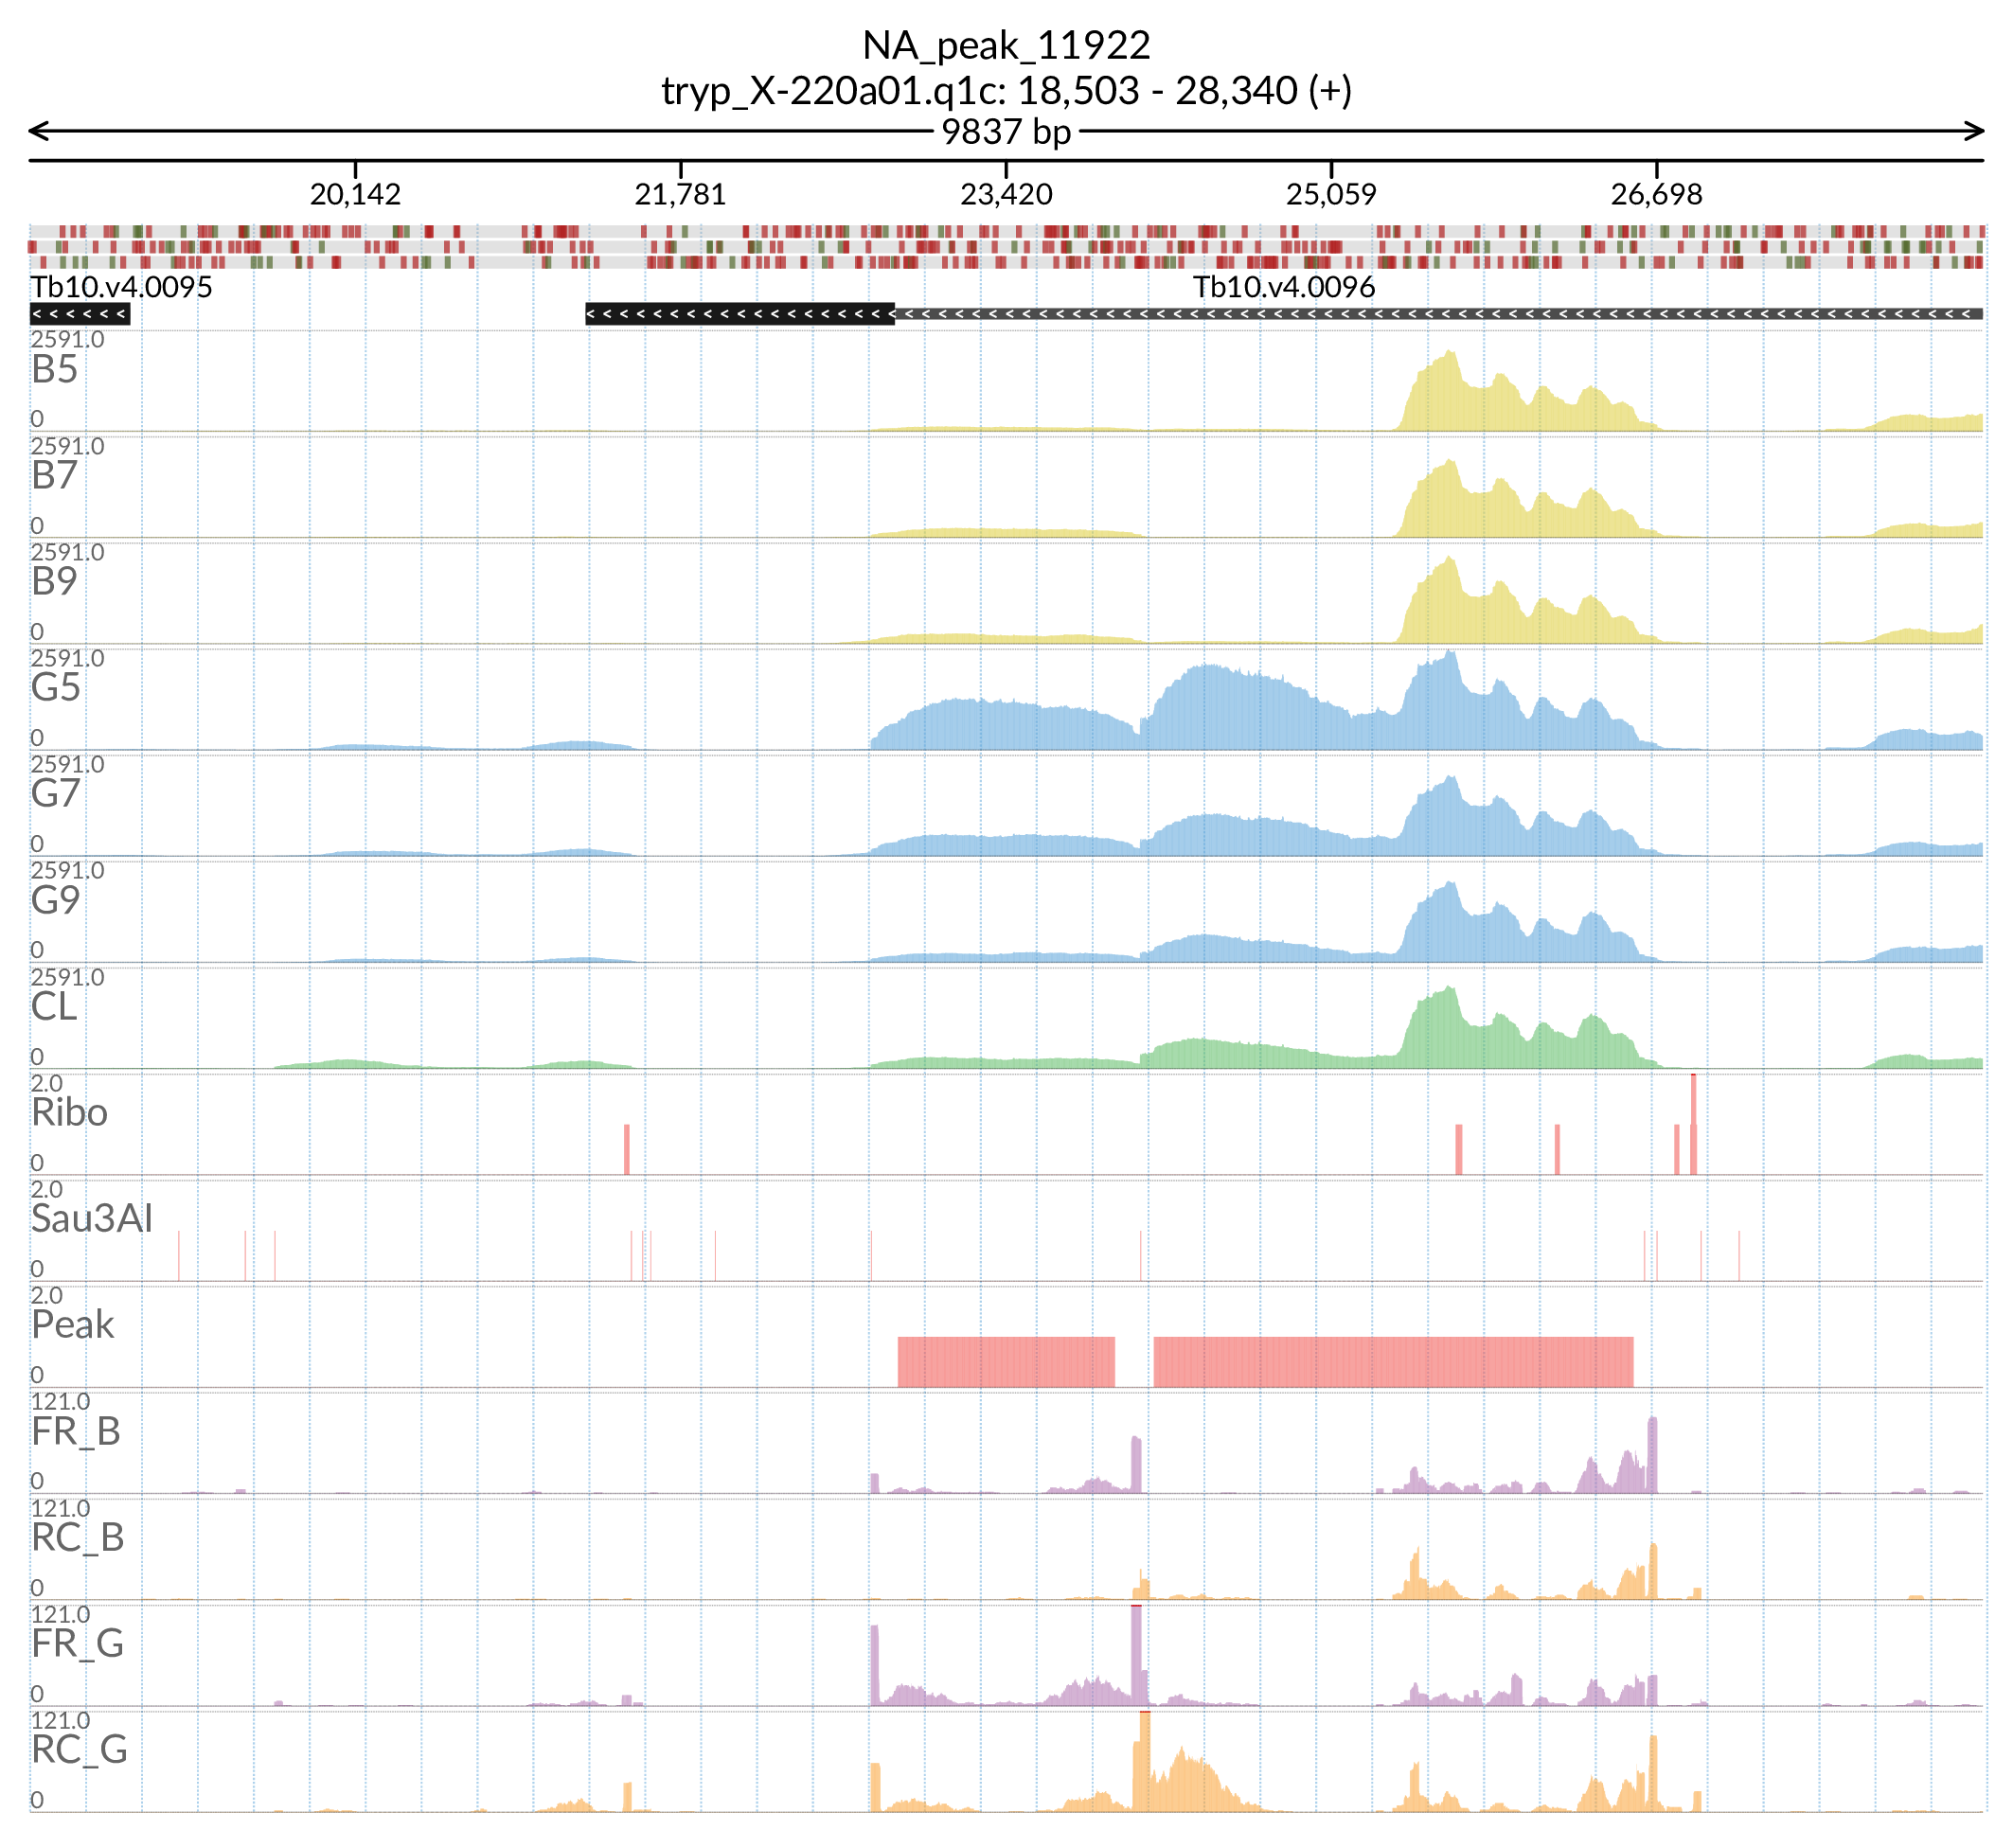 NA_peak_11922
tryp_X-220a01.q1c: 18,503 - 28,340 (+)
9837 bp
20,142 21,781 23,420 25,059 26,698
Tb10.v4.0095 Tb10.v4.0096
2591.0
B5
0
2591.0
B7
0
2591.0
B9
0
2591.0
G5
0
2591.0
G7
0
2591.0
G9
0
2591.0
CL
0
2.0
Ribo
0
2.0
Sau3AI
0
2.0
Peak
0
121.0
FR_B
0
121.0
RC_B
0
121.0
FR_G
0
121.0
RC_G
0